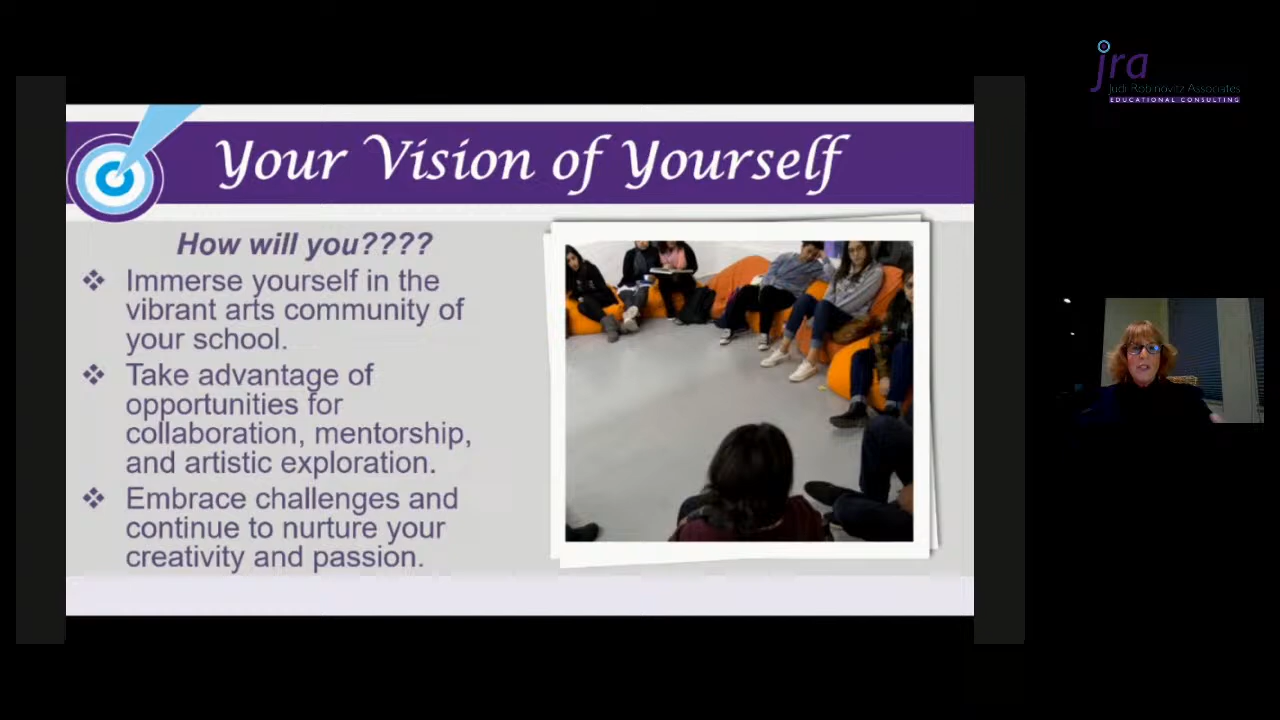 jra
Judi Robinovitz Associates
EDUCATIONAL CONSULTING
Your Vision of Yourself
How will you????
Immerse yourself in the
vibrant arts community of
your school.
Take advantage of
opportunities for
collaboration, mentorship,
and artistic exploration.
Embrace challenges and
continue to nurture your
creativity and passion.